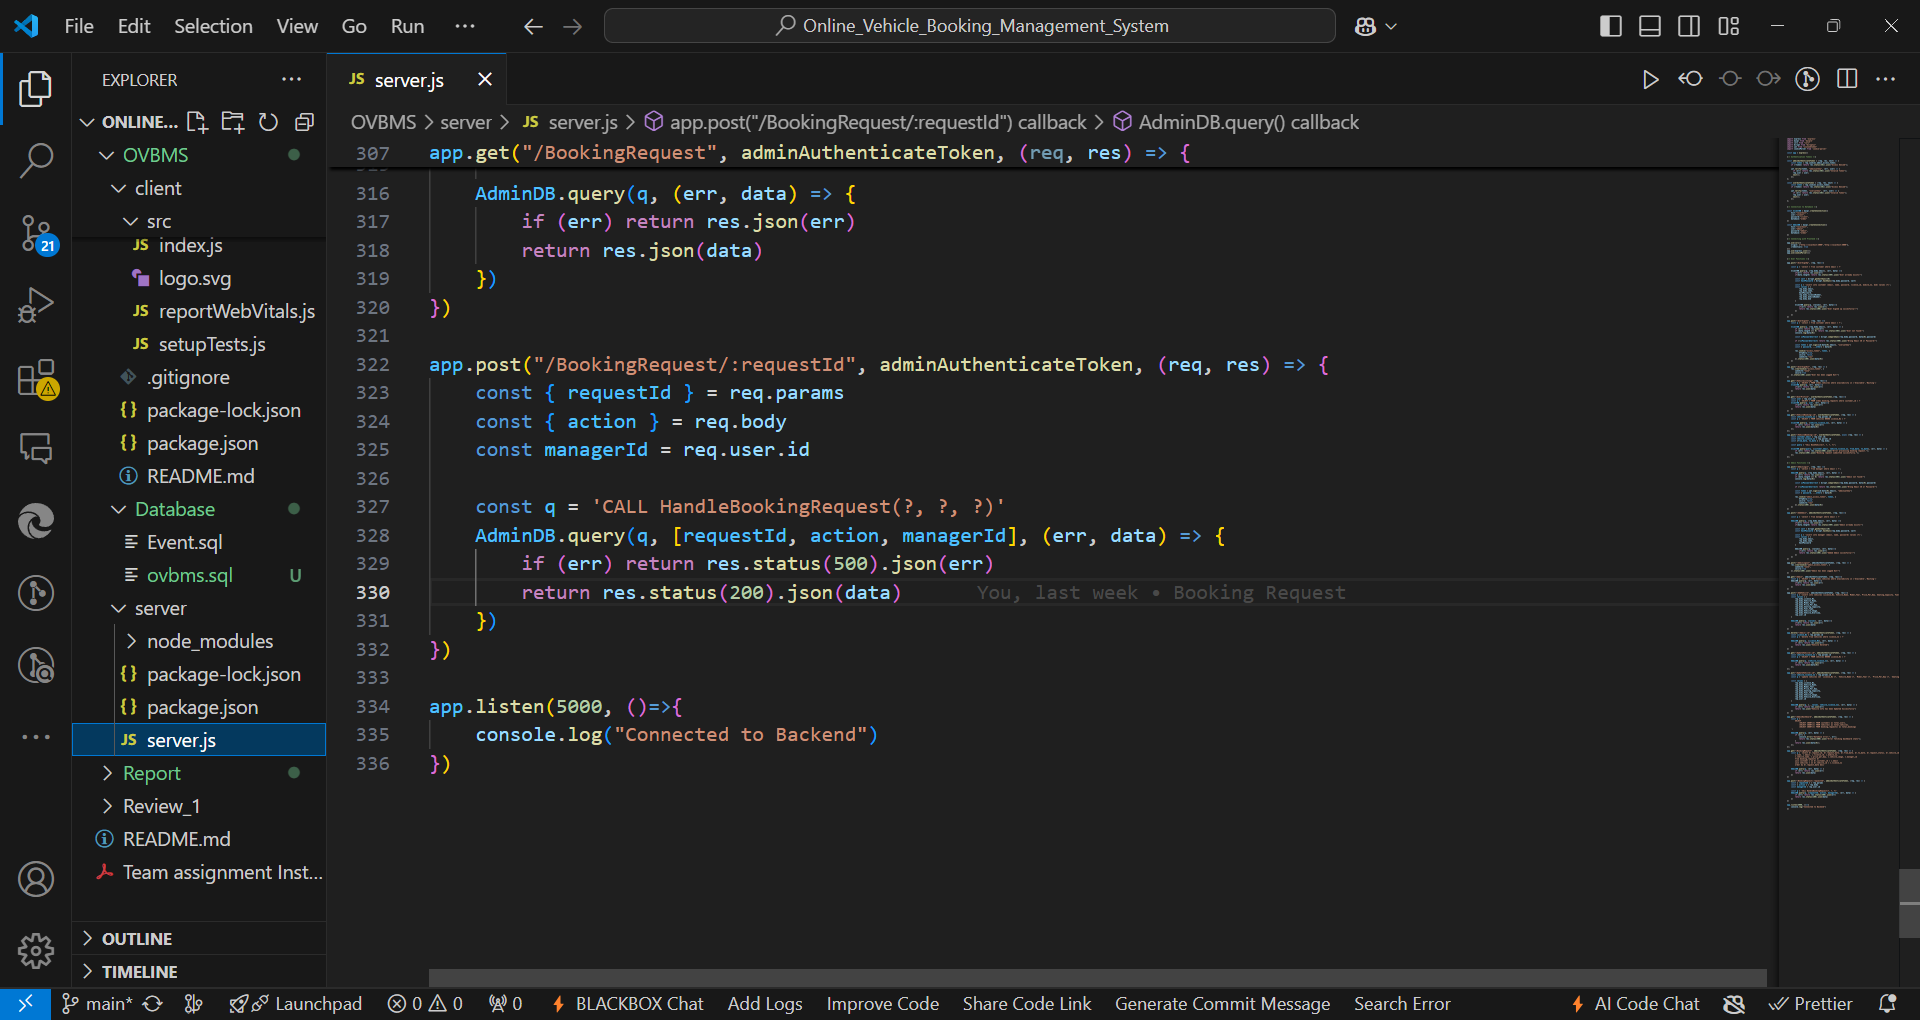 File Edit Selection View Go Run ··· Online_Vehicle_Booking_Management_System
EXPLORER ···
ONLINE...
OVBMS
client
src
JS index.js
logo.svg
JS reportWebVitals.js
JS setupTests.js
.gitignore
{} package-lock.json
{} package.json
README.md
Database
Event.sql
ovbms.sql U
server
node_modules
{} package-lock.json
{} package.json
JS server.js
Report
Review_1
README.md
Team assignment Inst...
OUTLINE
TIMELINE
21
JS server.js
OVBMS > server > JS server.js > app.post("/BookingRequest/:requestId") callback > AdminDB.query() callback
307 app.get("/BookingRequest", adminAuthenticateToken, (req, res) => {
316 AdminDB.query(q, (err, data) => {
317 if (err) return res.json(err)
318 return res.json(data)
319 })
320 })
321
322 app.post("/BookingRequest/:requestId", adminAuthenticateToken, (req, res) => {
323 const { requestId } = req.params
324 const { action } = req.body
325 const managerId = req.user.id
326
327 const q = 'CALL HandleBookingRequest(?, ?, ?)'
328 AdminDB.query(q, [requestId, action, managerId], (err, data) => {
329 if (err) return res.status(500).json(err)
330 return res.status(200).json(data) You, last week • Booking Request
331 })
332 })
333
334 app.listen(5000, ()=>{
335 console.log("Connected to Backend")
336 })
main* Launchpad 0 0 0 BLACKBOX Chat Add Logs Improve Code Share Code Link Generate Commit Message Search Error AI Code Chat Prettier